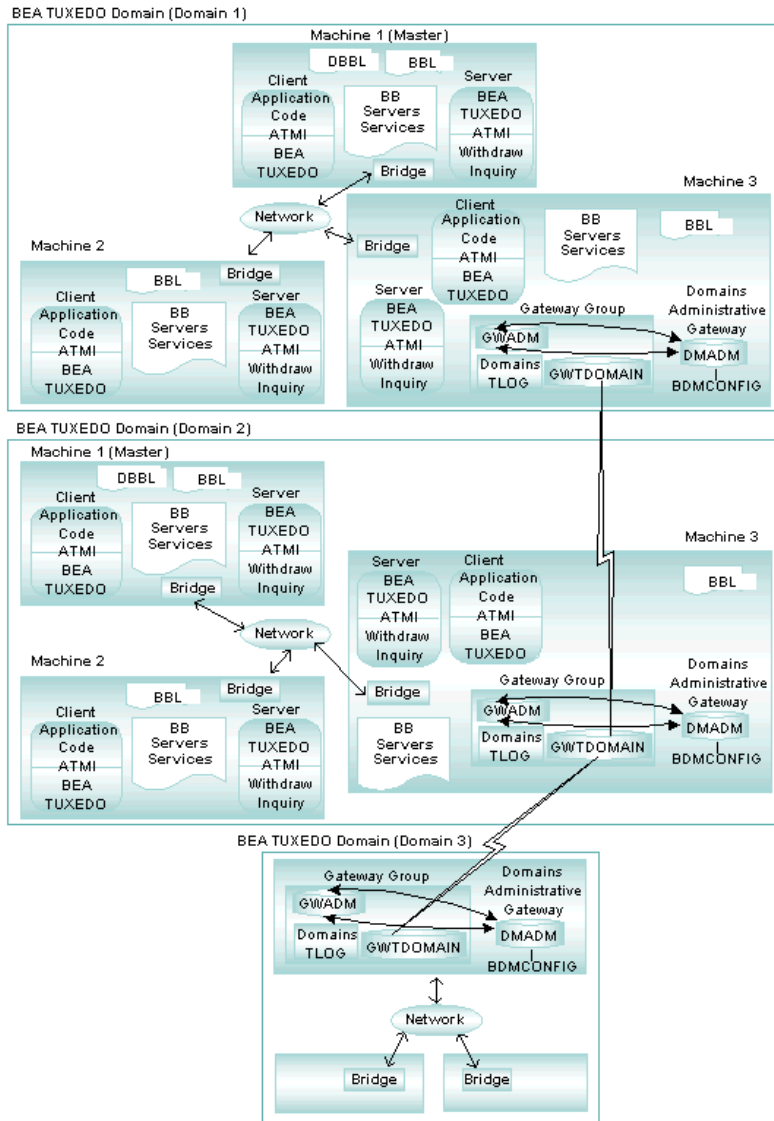 BEA TUXEDO Domain (Domain 1)
Machine 1 (Master)
DBBL
BBL
Client
Application
Code
ATMI
BEA
TUXEDO
BB
Servers
Services
Server
BEA
TUXEDO
ATMI
Withdraw
Inquiry
Bridge
Network
Machine 2
BBL
Bridge
Client
Application
Code
ATMI
BEA
TUXEDO
BB
Servers
Services
Server
BEA
TUXEDO
ATMI
Withdraw
Inquiry
Machine 3
Bridge
Client
Application
Code
ATMI
BEA
TUXEDO
BB
Servers
Services
BBL
Server
BEA
TUXEDO
ATMI
Withdraw
Inquiry
Gateway Group
GWADM
Domains
TLOG
GWTDOMAIN
Domains
Administrative
Gateway
DMADM
BDMCONFIG
BEA TUXEDO Domain (Domain 2)
Machine 1 (Master)
DBBL
BBL
Client
Application
Code
ATMI
BEA
TUXEDO
BB
Servers
Services
Server
BEA
TUXEDO
ATMI
Withdraw
Inquiry
Bridge
Network
Machine 2
BBL
Bridge
Client
Application
Code
ATMI
BEA
TUXEDO
BB
Servers
Services
Server
BEA
TUXEDO
ATMI
Withdraw
Inquiry
Machine 3
Server
BEA
TUXEDO
ATMI
Withdraw
Inquiry
Client
Application
Code
ATMI
BEA
TUXEDO
BBL
Bridge
BB
Servers
Services
Gateway Group
GWADM
Domains
TLOG
GWTDOMAIN
Domains
Administrative
Gateway
DMADM
BDMCONFIG
BEA TUXEDO Domain (Domain 3)
Gateway Group
GWADM
Domains
TLOG
GWTDOMAIN
Domains
Administrative
Gateway
DMADM
BDMCONFIG
Network
Bridge
Bridge